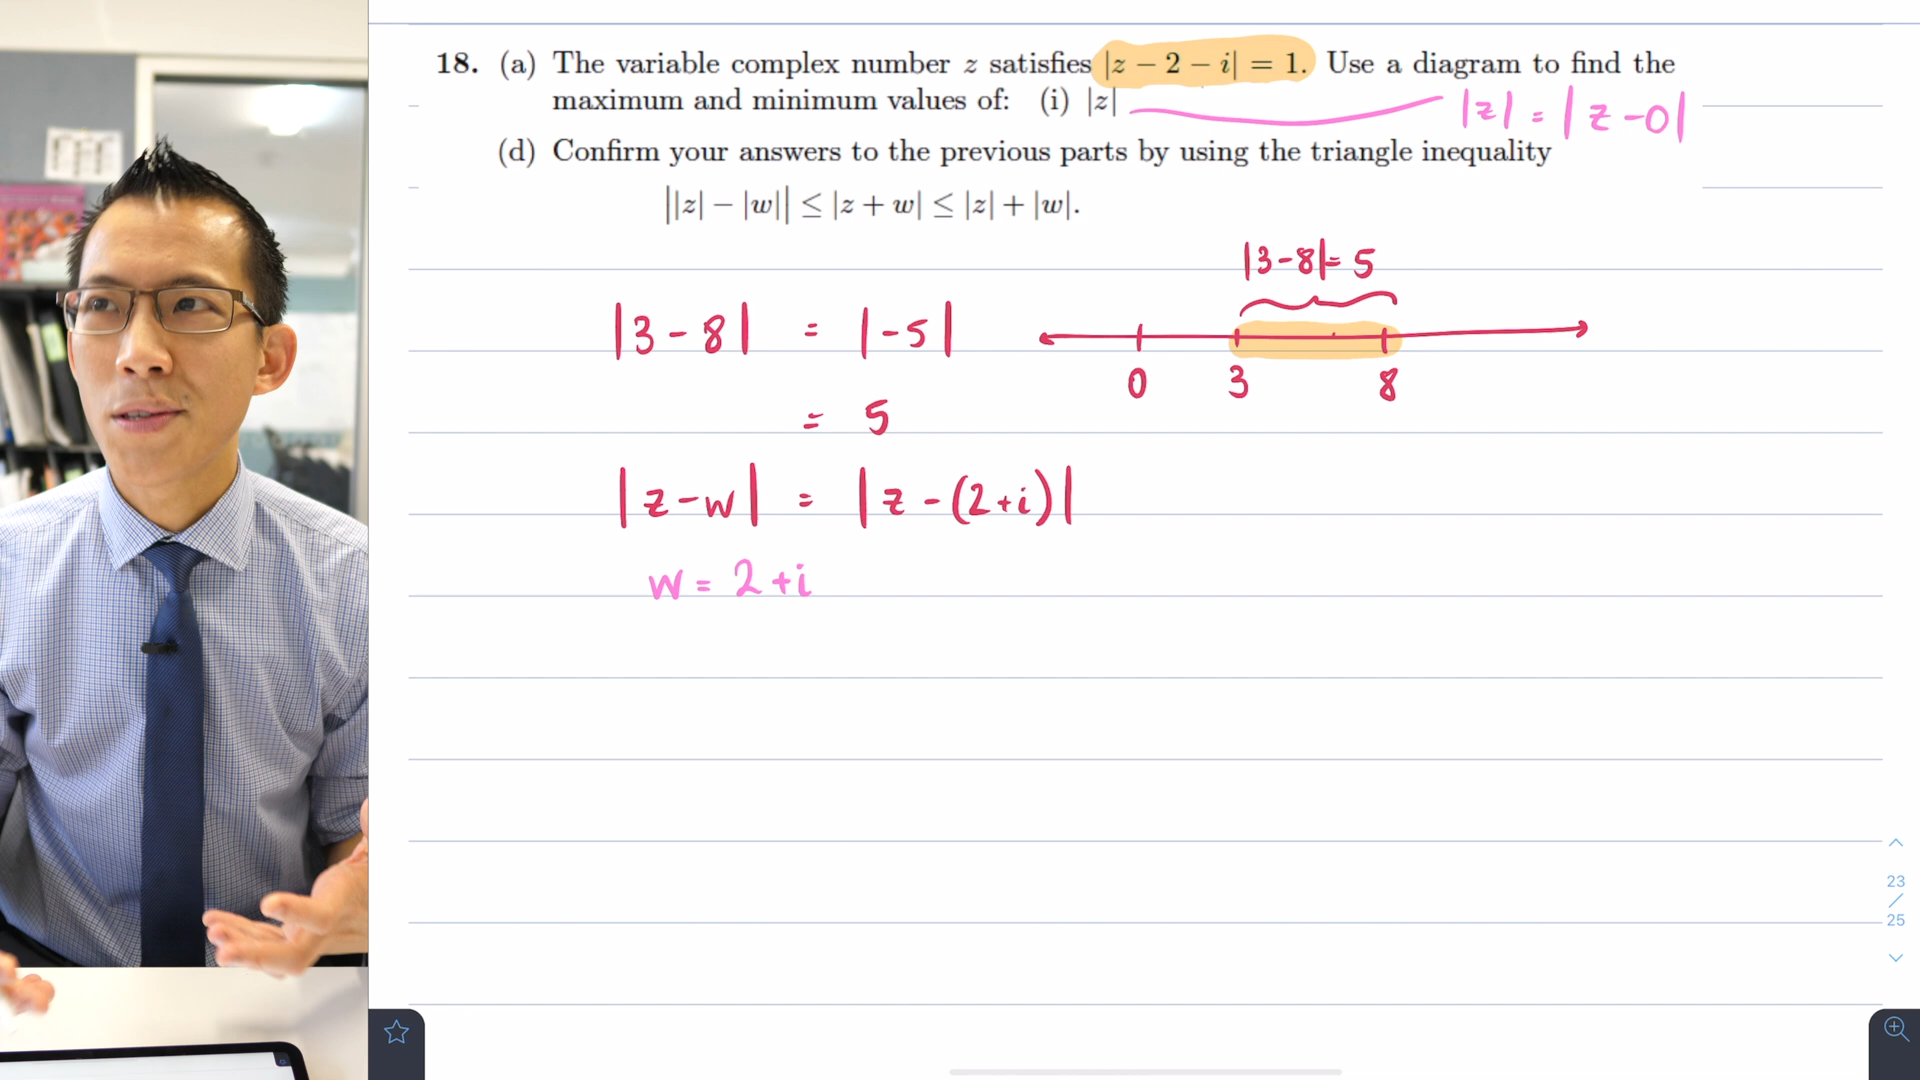 18. (a) The variable complex number z satisfies |z − 2 − i| = 1. Use a diagram to find the
maximum and minimum values of: (i) |z|
|z| = |z − 0|
(d) Confirm your answers to the previous parts by using the triangle inequality
||z| − |w|| ≤ |z + w| ≤ |z| + |w|.
|3 − 8| = 5
|3 − 8| = |−5|
0 3 8
= 5
|z − w| = |z − (2 + i)|
w = 2 + i
23
/
25